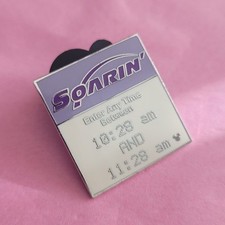 SOARIN'
Enter Any Time
Between
10:28 am
AND
11:28 am